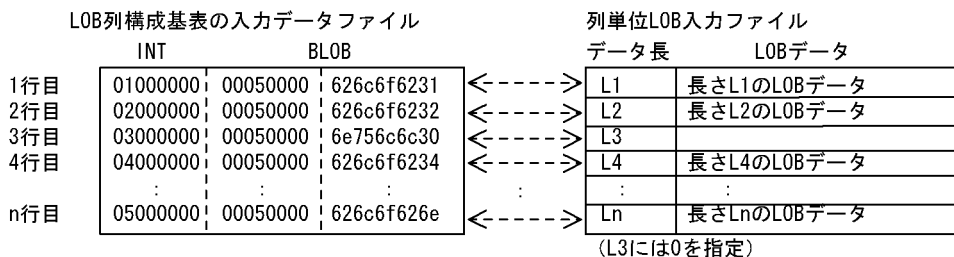 LOB列構成基表の入力データファイル 列単位LOB入力ファイル
INT BLOB データ長 LOBデータ
1行目 01000000 00050000 626c6f6231 L1 長さL1のLOBデータ
2行目 02000000 00050000 626c6f6232 L2 長さL2のLOBデータ
3行目 03000000 00050000 6e756c6c30 L3
4行目 04000000 00050000 626c6f6234 L4 長さL4のLOBデータ
: : : : : :
n行目 05000000 00050000 626c6f626e Ln 長さLnのLOBデータ
(L3には0を指定)